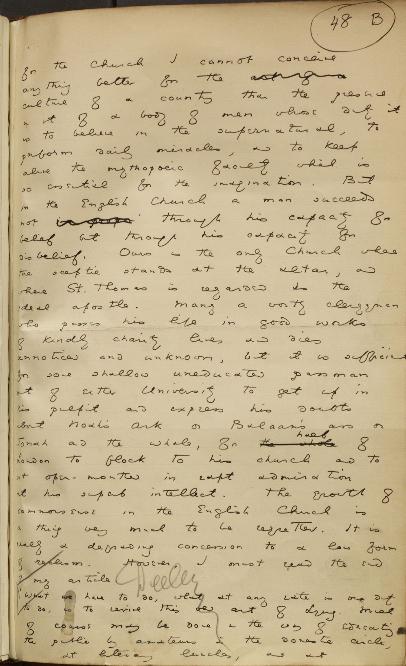 48 B
for the Church I cannot conceive
anything better for the
culture of a country than the presence
in it of a body of men whose duty it
is to believe in the supernatural, to
perform daily miracles, and to keep
alive the mythopoeic faculty which is
so essential for the imagination. But
in the English Church a man succeeds
not through his capacity for
belief but through his capacity for
disbelief. Ours is the only Church where
the sceptic stands at the altar, and
where St. Thomas is regarded as the
ideal apostle. Many a worthy clergyman
who passes his life in good works
of kindly charity lives and dies
unnoticed and unknown, but it is sufficient
for some shallow uneducated passman
out of either University to get up in
his pulpit and express his doubts
about Noah's Ark or Balaam's ass or
Jonah and the whale, for half of
London to flock to his church and to
sit open mouthed in rapt admiration
at his superb intellect. The growth of
commonsense in the English Church is
a thing very much to be regretted. It is
really a degrading concession to a low form
of realism. However I must read the end
of my article
What we have to do, what at any rate is our duty
to do, is to revive this old art of lying. Much
of course may be done in the way of educating
the public by amateurs in the domestic circle,
at literary lunches, and at